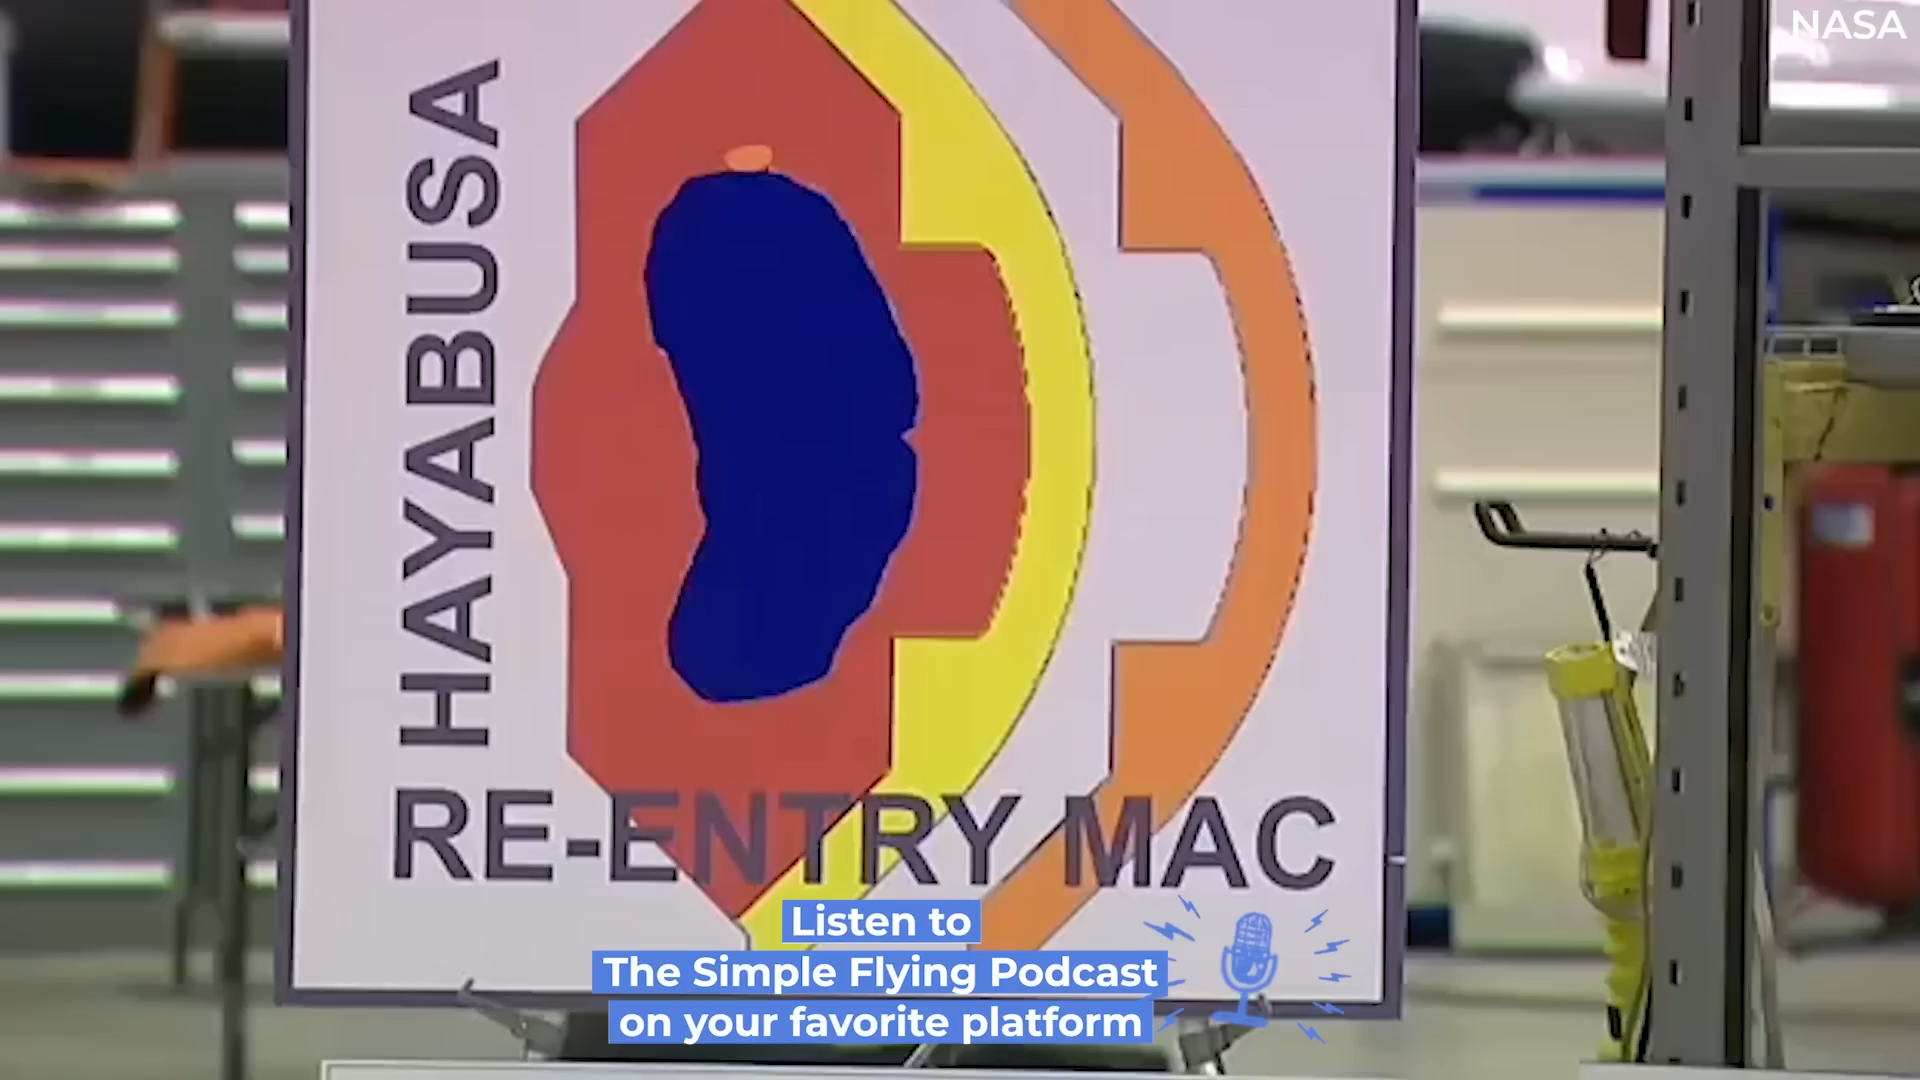 NASA
HAYABUSA
RE-ENTRY MAC
Listen to
The Simple Flying Podcast
on your favorite platform